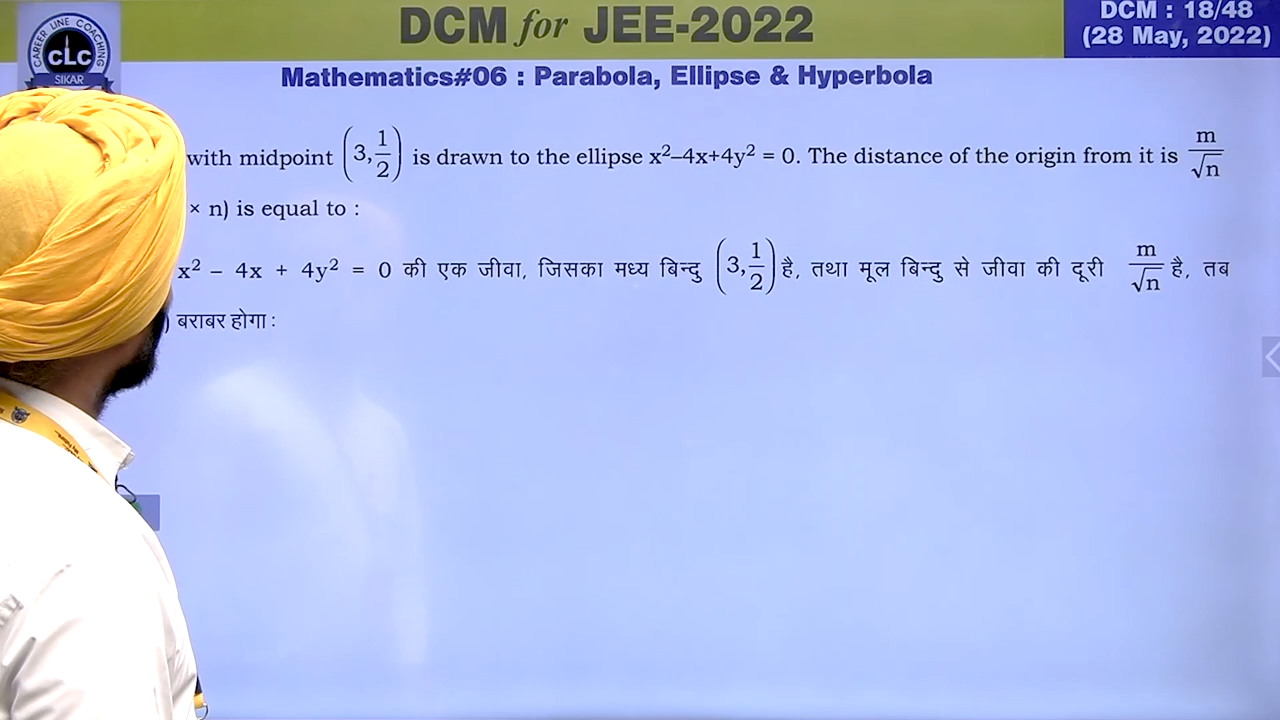 DCM for JEE-2022
DCM : 18/48
(28 May, 2022)
CAREER LINE COACHING
CLC
SIKAR
Mathematics#06 : Parabola, Ellipse & Hyperbola
with midpoint (3, 1/2) is drawn to the ellipse x²–4x+4y² = 0. The distance of the origin from it is m/√n
× n) is equal to :
x² – 4x + 4y² = 0 की एक जीवा, जिसका मध्य बिन्दु (3, 1/2) है, तथा मूल बिन्दु से जीवा की दूरी m/√n है, तब
) बराबर होगा :